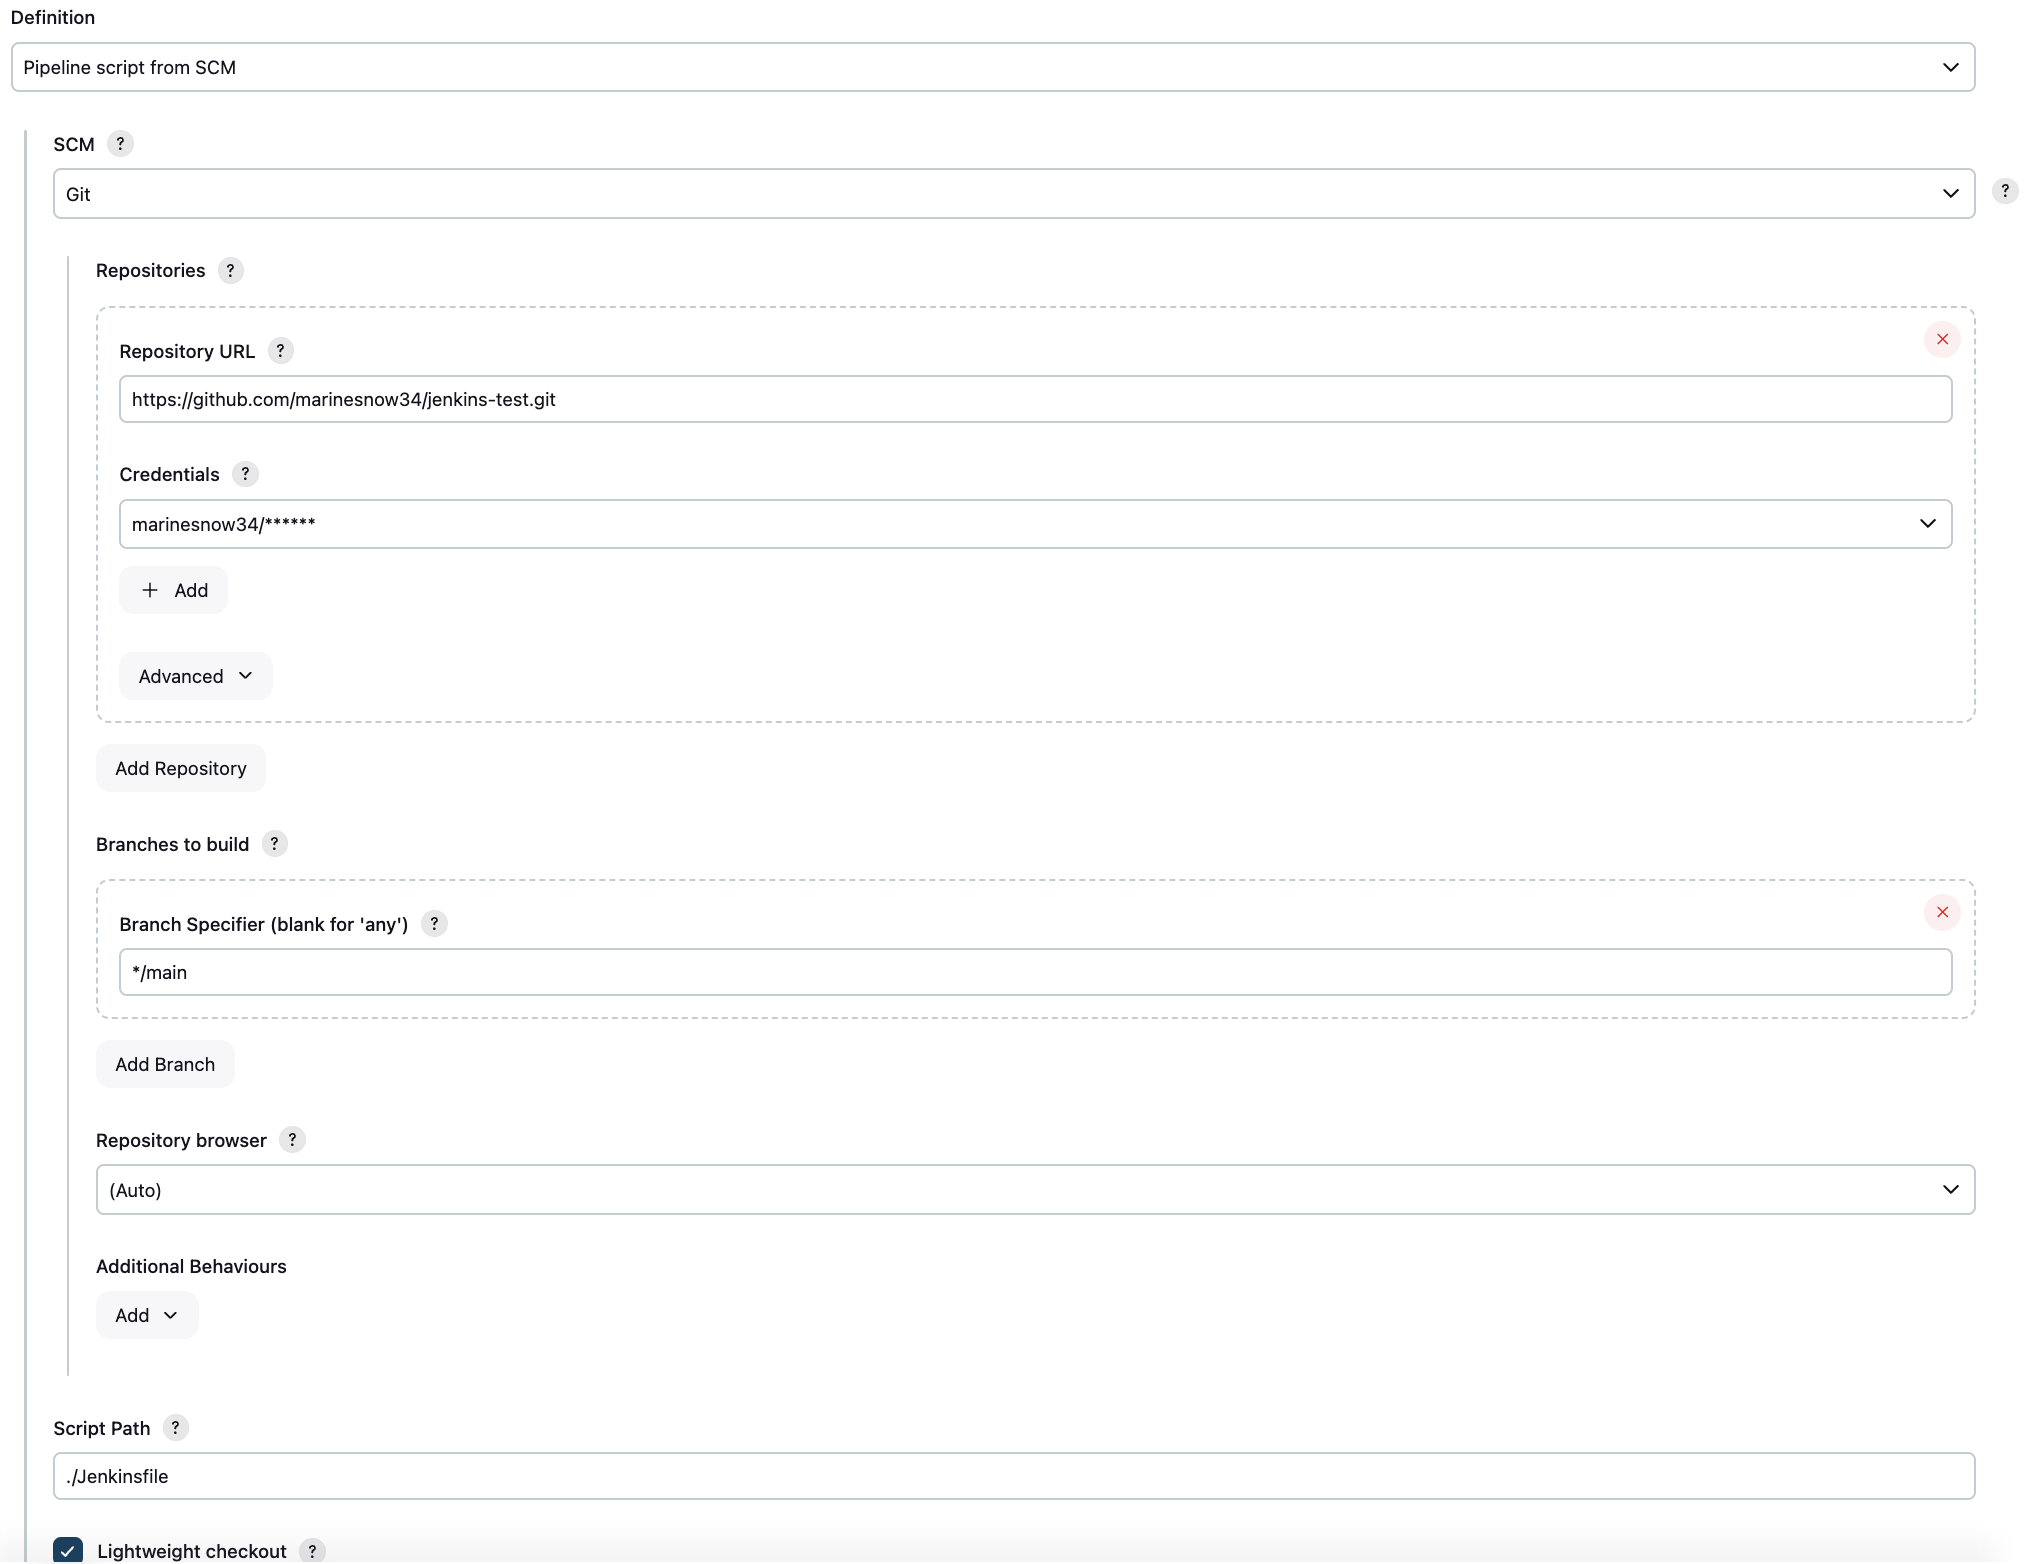 Definition
Pipeline script from SCM
SCM ?
Git
?
Repositories ?
Repository URL ?
https://github.com/marinesnow34/jenkins-test.git
Credentials ?
marinesnow34/******
+ Add
Advanced
Add Repository
Branches to build ?
Branch Specifier (blank for 'any') ?
*/main
Add Branch
Repository browser ?
(Auto)
Additional Behaviours
Add
Script Path ?
./Jenkinsfile
Lightweight checkout ?